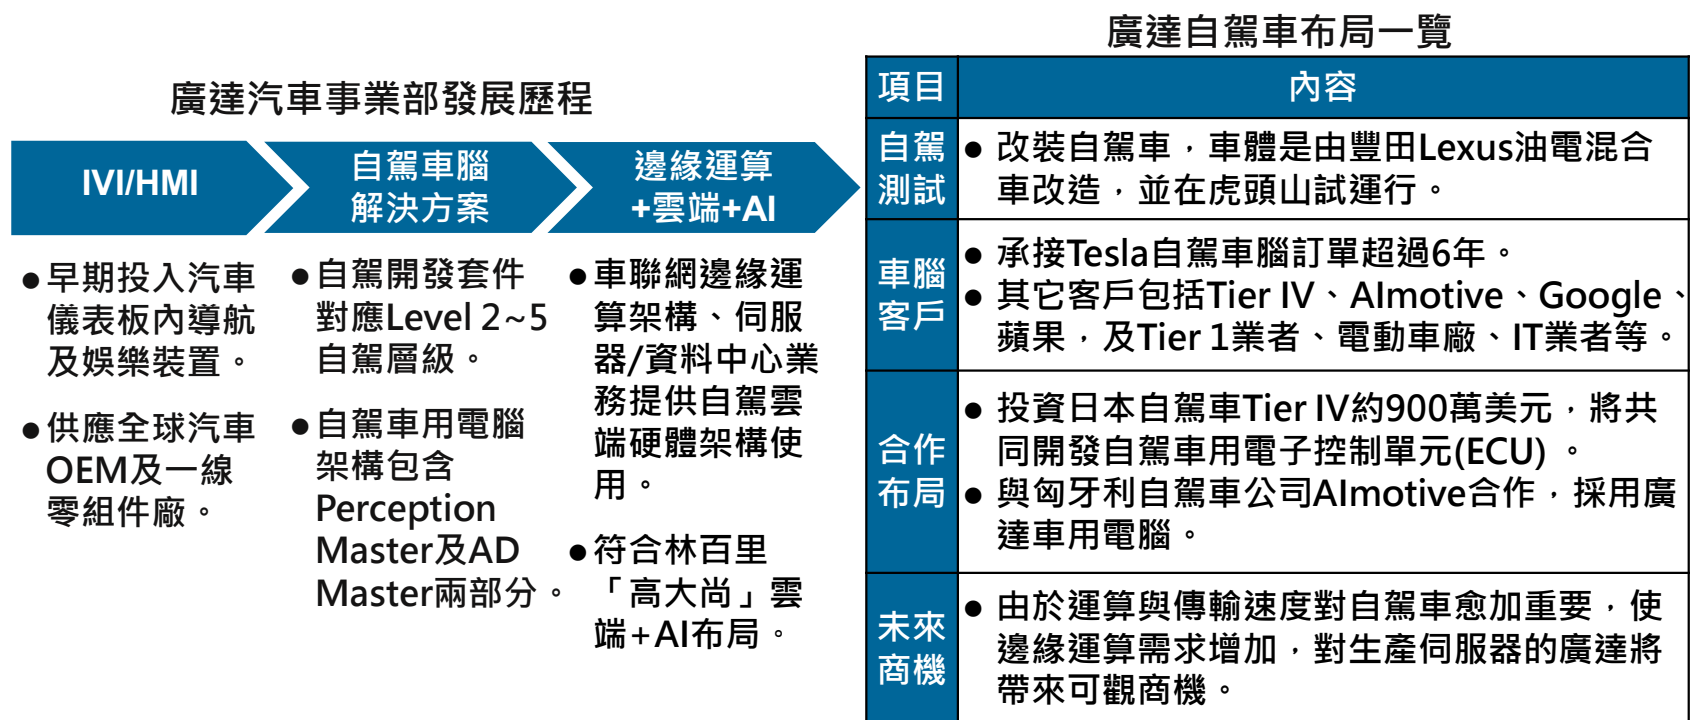 廣達汽車事業部發展歷程
IVI/HMI
自駕車腦
解決方案
邊緣運算
+雲端+AI
●早期投入汽車
儀表板內導航
及娛樂裝置。
●供應全球汽車
OEM及一線
零組件廠。
●自駕開發套件
對應Level 2~5
自駕層級。
●自駕車用電腦
架構包含
Perception
Master及AD
Master兩部分。
●車聯網邊緣運
算架構、伺服
器/資料中心業
務提供自駕雲
端硬體架構使
用。
●符合林百里
「高大尚」雲
端+AI布局。
廣達自駕車布局一覽
項目
內容
自駕
測試
● 改裝自駕車，車體是由豐田Lexus油電混合
車改造，並在虎頭山試運行。
車腦
客戶
● 承接Tesla自駕車腦訂單超過6年。
● 其它客戶包括Tier IV、AImotive、Google、
蘋果，及Tier 1業者、電動車廠、IT業者等。
合作
布局
● 投資日本自駕車Tier IV約900萬美元，將共
同開發自駕車用電子控制單元(ECU) 。
● 與匈牙利自駕車公司AImotive合作，採用廣
達車用電腦。
未來
商機
● 由於運算與傳輸速度對自駕車愈加重要，使
邊緣運算需求增加，對生產伺服器的廣達將
帶來可觀商機。